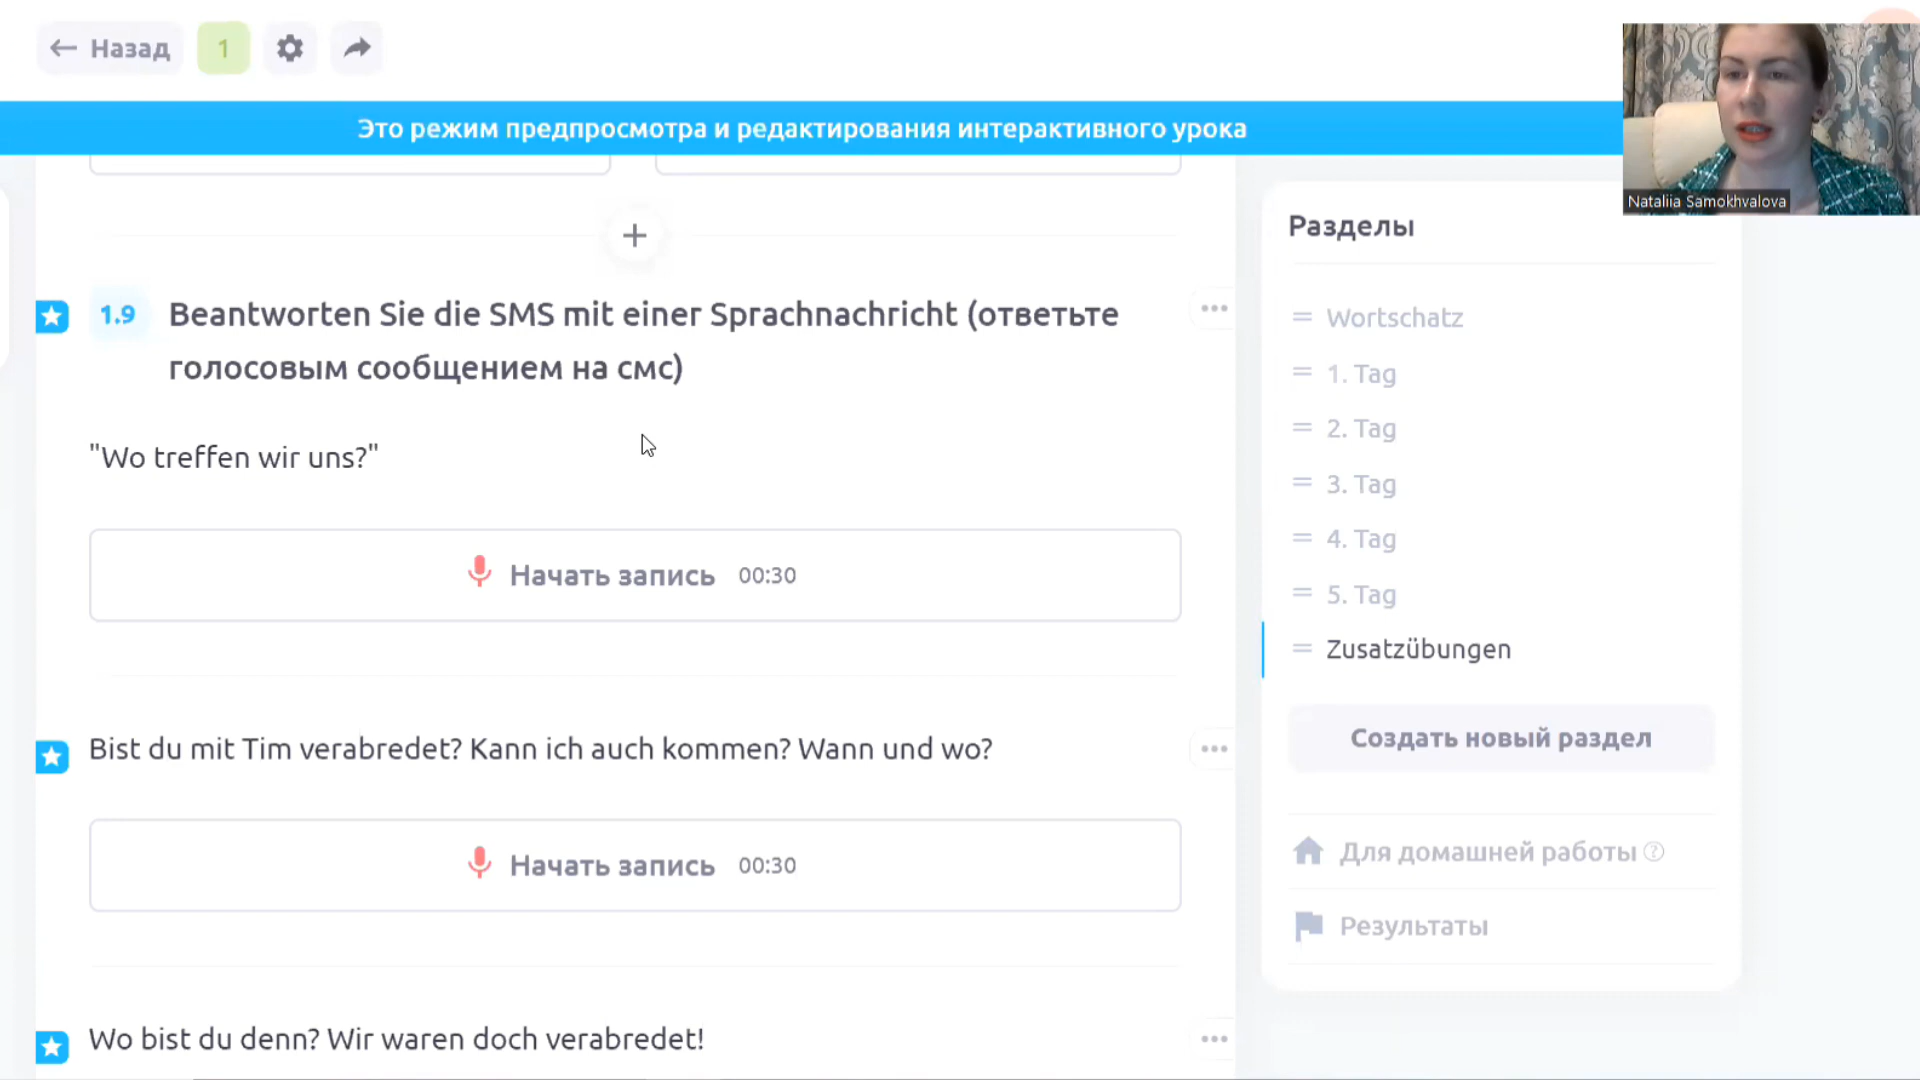 Назад
1
Это режим предпросмотра и редактирования интерактивного урока
Nataliia Samokhvalova
1.9
Beantworten Sie die SMS mit einer Sprachnachricht (ответьте
голосовым сообщением на смс)
"Wo treffen wir uns?"
Начать запись 00:30
Bist du mit Tim verabredet? Kann ich auch kommen? Wann und wo?
Начать запись 00:30
Wo bist du denn? Wir waren doch verabredet!
Разделы
Wortschatz
1. Tag
2. Tag
3. Tag
4. Tag
5. Tag
Zusatzübungen
Создать новый раздел
Для домашней работы ?
Результаты